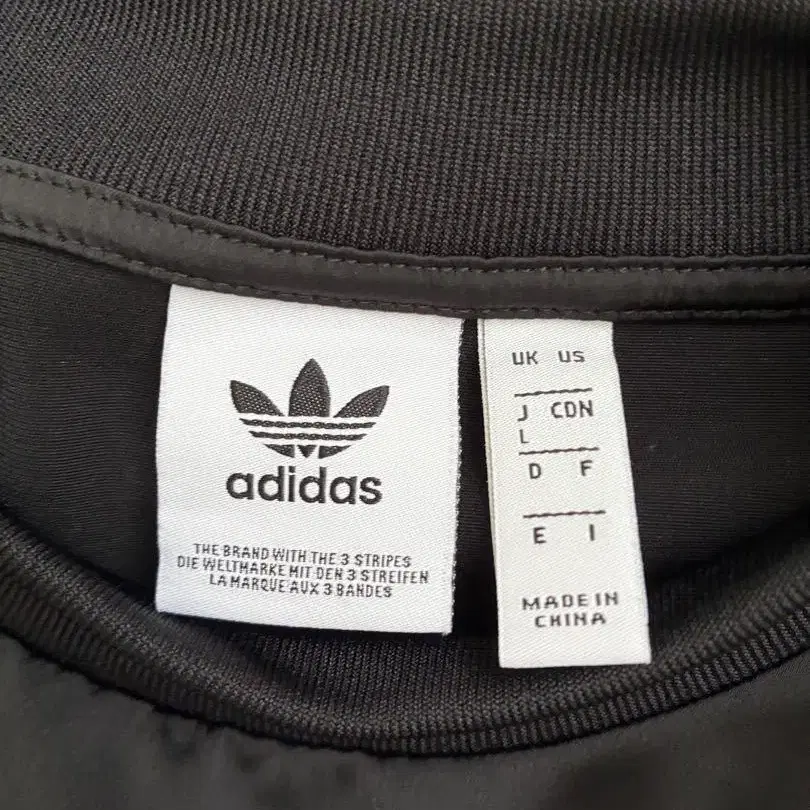 adidas
THE BRAND WITH THE 3 STRIPES
DIE WELTMARKE MIT DEN 3 STREIFEN
LA MARQUE AUX 3 BANDES
UK US
J CDN
L
D F
E I
MADE IN
CHINA